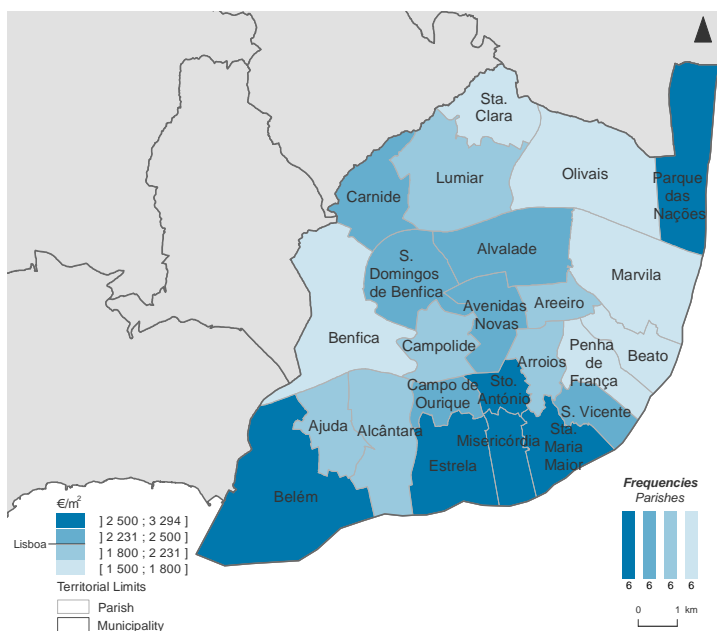 Sta.
Clara
Lumiar
Olivais
Carnide
Parque
das
Nações
Alvalade
S.
Domingos
de Benfica
Marvila
Avenidas
Novas
Areeiro
Benfica
Campolide
Penha
de
França
Beato
Arroios
Campo de
Ourique
Sto.
António
S. Vicente
Ajuda
Alcântara
Misericórdia
Sta.
Maria
Maior
Estrela
Belém
€/m²
] 2 500 ; 3 294 ]
] 2 231 ; 2 500 ]
Lisboa
] 1 800 ; 2 231 ]
[ 1 500 ; 1 800 ]
Territorial Limits
Parish
Municipality
Frequencies
Parishes
6 6 6 6
0 1 km